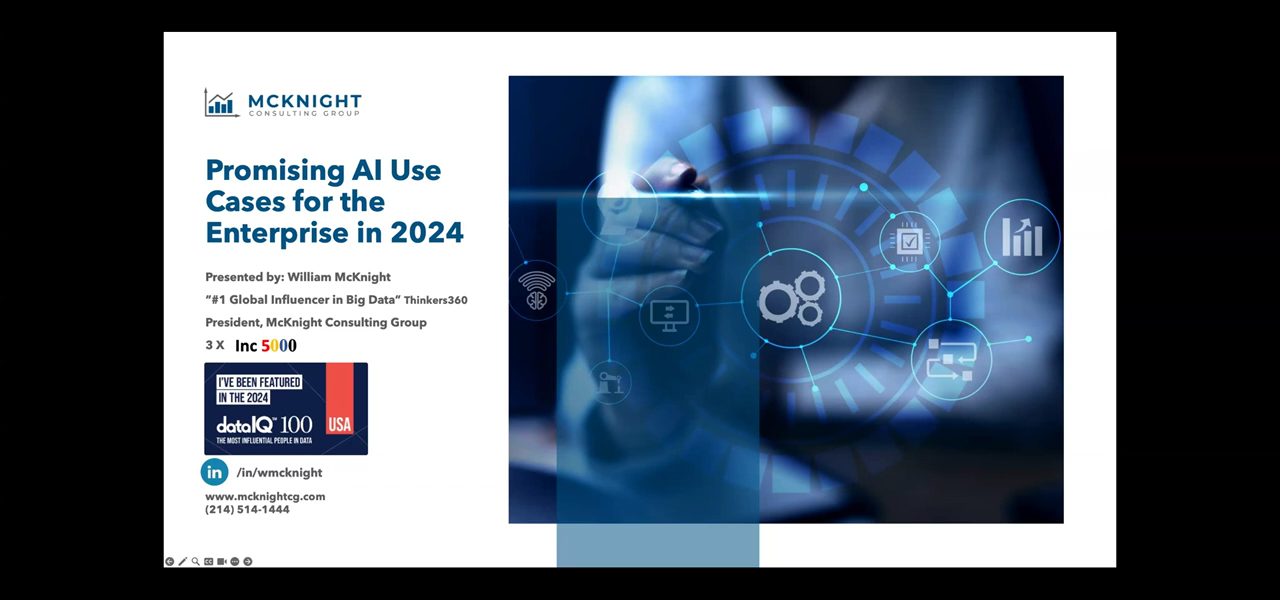 MCKNIGHT
CONSULTING GROUP
Promising AI Use
Cases for the
Enterprise in 2024
Presented by: William McKnight
“#1 Global Influencer in Big Data” Thinkers360
President, McKnight Consulting Group
3 X Inc 5000
I'VE BEEN FEATURED
IN THE 2024
dataIQ™ 100 USA
THE MOST INFLUENTIAL PEOPLE IN DATA
in /in/wmcknight
www.mcknightcg.com
(214) 514-1444